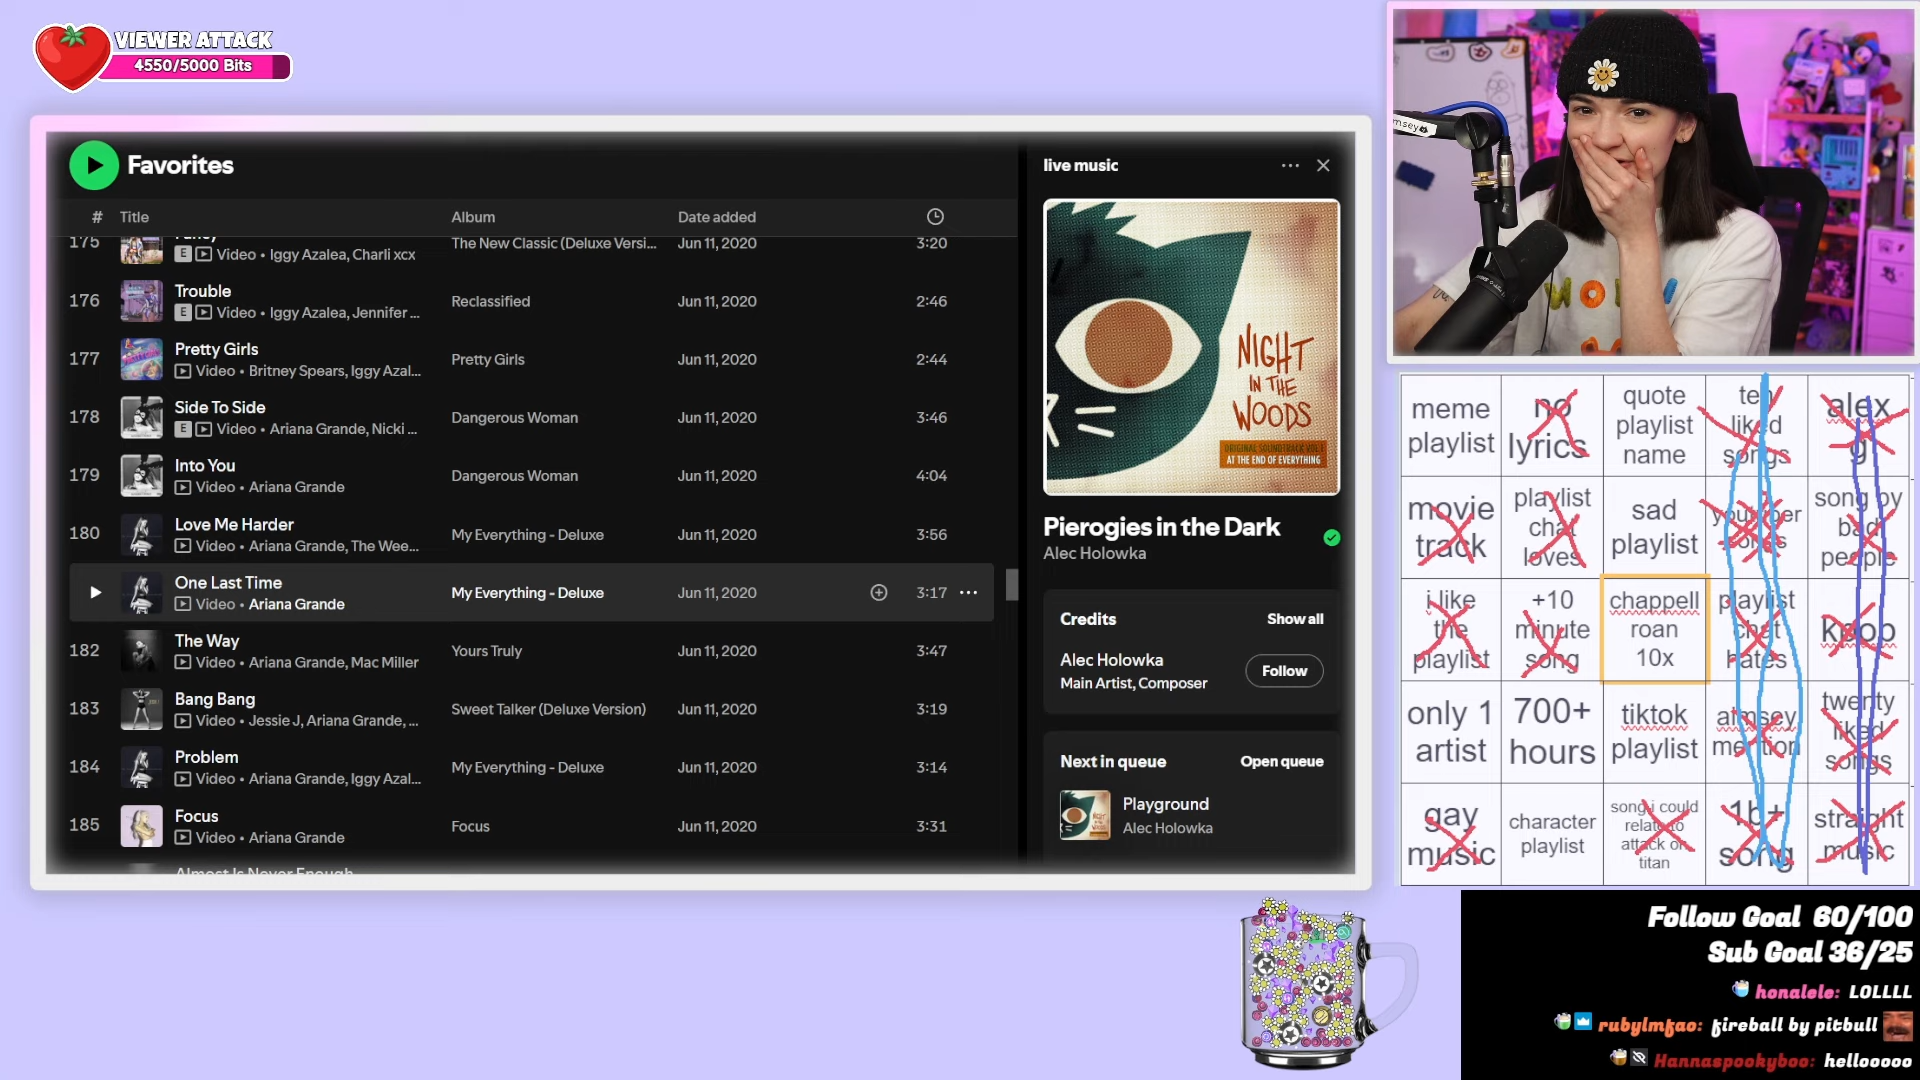 VIEWER ATTACK
4550/5000 Bits
Favorites
# Title Album Date added
175 The New Classic (Deluxe Versi... Jun 11, 2020 3:20
E Video • Iggy Azalea, Charli xcx
Trouble
176 Reclassified Jun 11, 2020 2:46
E Video • Iggy Azalea, Jennifer ...
Pretty Girls
177 Pretty Girls Jun 11, 2020 2:44
Video • Britney Spears, Iggy Azal...
Side To Side
178 Dangerous Woman Jun 11, 2020 3:46
E Video • Ariana Grande, Nicki ...
Into You
179 Dangerous Woman Jun 11, 2020 4:04
Video • Ariana Grande
Love Me Harder
180 My Everything - Deluxe Jun 11, 2020 3:56
Video • Ariana Grande, The Wee...
One Last Time
My Everything - Deluxe Jun 11, 2020 3:17
Video • Ariana Grande
The Way
182 Yours Truly Jun 11, 2020 3:47
Video • Ariana Grande, Mac Miller
Bang Bang
183 Sweet Talker (Deluxe Version) Jun 11, 2020 3:19
Video • Jessie J, Ariana Grande, ...
Problem
184 My Everything - Deluxe Jun 11, 2020 3:14
Video • Ariana Grande, Iggy Azal...
Focus
185 Focus Jun 11, 2020 3:31
Video • Ariana Grande
Almost Is Never Enough
live music
NIGHT
IN THE
WOODS
ORIGINAL SOUNDTRACK VOL 1
AT THE END OF EVERYTHING
Pierogies in the Dark
Alec Holowka
Credits Show all
Alec Holowka
Main Artist, Composer
Follow
Next in queue Open queue
Playground
Alec Holowka
meme
playlist
no
lyrics
quote
playlist
name
ten
liked
songs
alex
g
movie
track
playlist
chat
loves
sad
playlist
youtuber
songs
song by
bad
people
i like
the
playlist
+10
minute
song
chappell
roan
10x
playlist
chat
hates
kpop
only 1
artist
700+
hours
tiktok
playlist
aimsey
mention
twenty
liked
songs
gay
music
character
playlist
song i could
relate to
attack on
titan
1b+
song
straight
music
Follow Goal 60/100
Sub Goal 36/25
honalele: LOLLLL
rubylmfao: fireball by pitbull
Hannaspookyboo: hellooooo